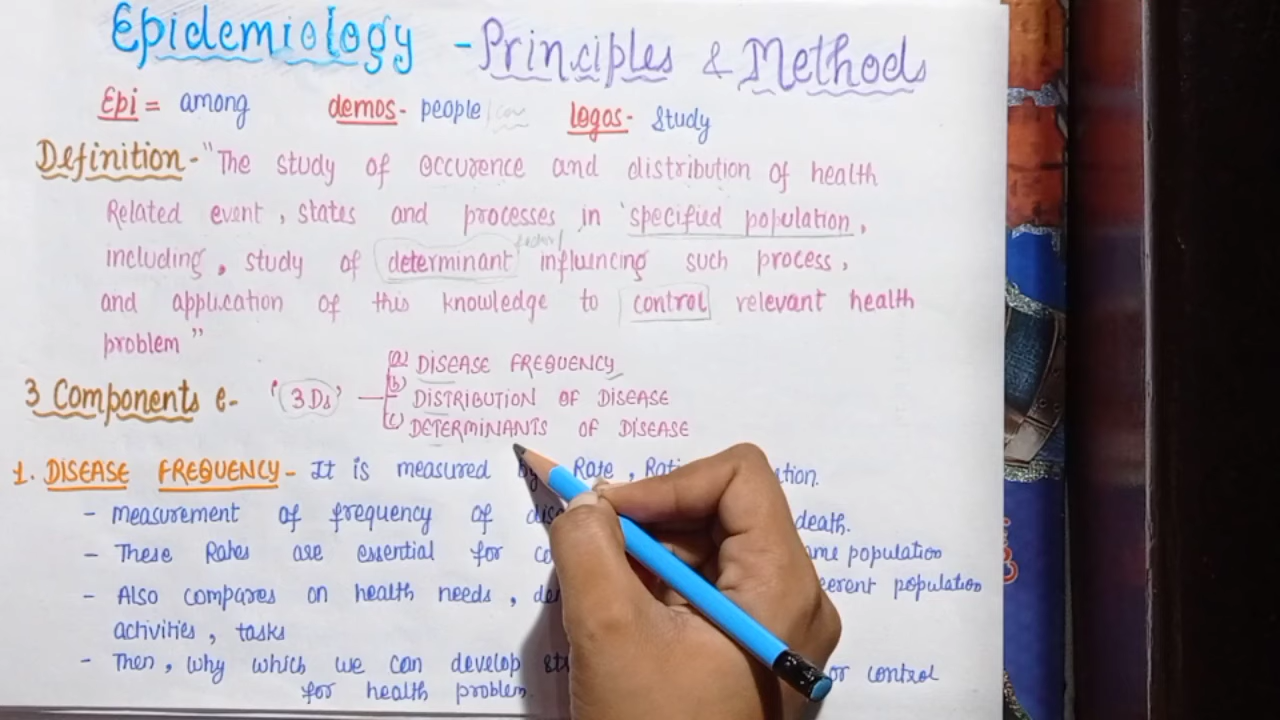 Epidemiology - Principles & Methods
Epi = among demos- people logos- Study
Definition - "The study of occurence and distribution of health
Related event, states and processes in 'specified population,
factor
including, study of determinant influencing such process,
and application of this knowledge to control relevant health
problem"
(a) DISEASE FREQUENCY
3 Components e- '3Ds' (b) DISTRIBUTION OF DISEASE
(c) DETERMINANTS OF DISEASE
1. DISEASE FREQUENCY - It is measured Rate,
- measurement of frequency of death.
- These Rates are essential for population
- Also compares on health needs, population
activities, tasks
- Then, why which we can develop control
for health problem.